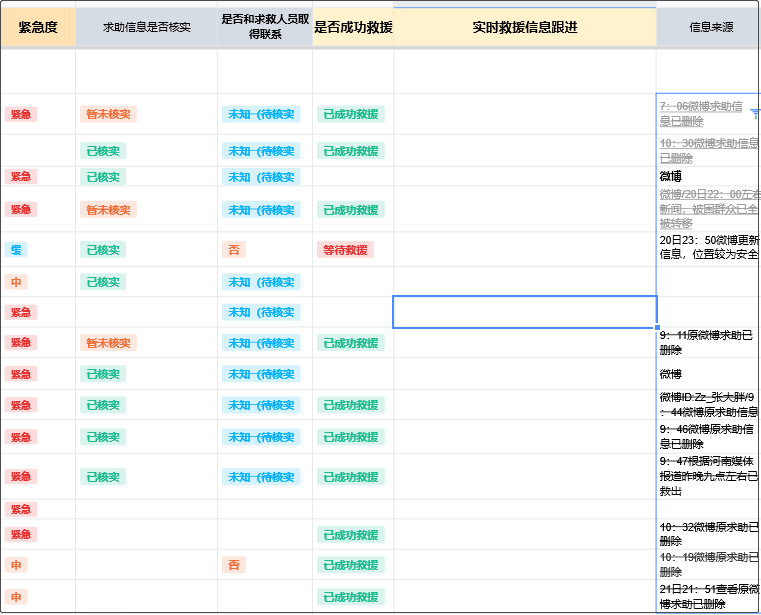 紧急度 求助信息是否核实 是否和求救人员取得联系 是否成功救援 实时救援信息跟进 信息来源
紧急 暂未核实 未知（待核实 已成功救援 7：06微博求助信
息已删除
已核实 未知（待核实 已成功救援 10：30微博求助信息
已删除
紧急 已核实 未知（待核实 微博
紧急 暂未核实 未知（待核实 已成功救援 微博/20日22：00左右
新闻，被困群众已全
被转移
缓 已核实 否 等待救援 20日23：50微博更新
信息，位置较为安全
中 已核实 未知（待核实
紧急 未知（待核实
紧急 暂未核实 未知（待核实 已成功救援 9：11原微博求助已
删除
紧急 已核实 未知（待核实 已成功救援 微博
紧急 已核实 未知（待核实 已成功救援 微博ID:Zz_张大胖/9
：44微博原求助信息
紧急 已核实 未知（待核实 已成功救援 9：46微博原求助信
息已删除
紧急 已核实 未知（待核实 已成功救援 9：47根据河南媒体
报道昨晚九点左右已
救出
紧急
紧急 已成功救援 10：32微博原求助已
删除
中 否 已成功救援 10：19微博原求助已
删除
中 已成功救援 21日21：51查看原微
博求助已删除